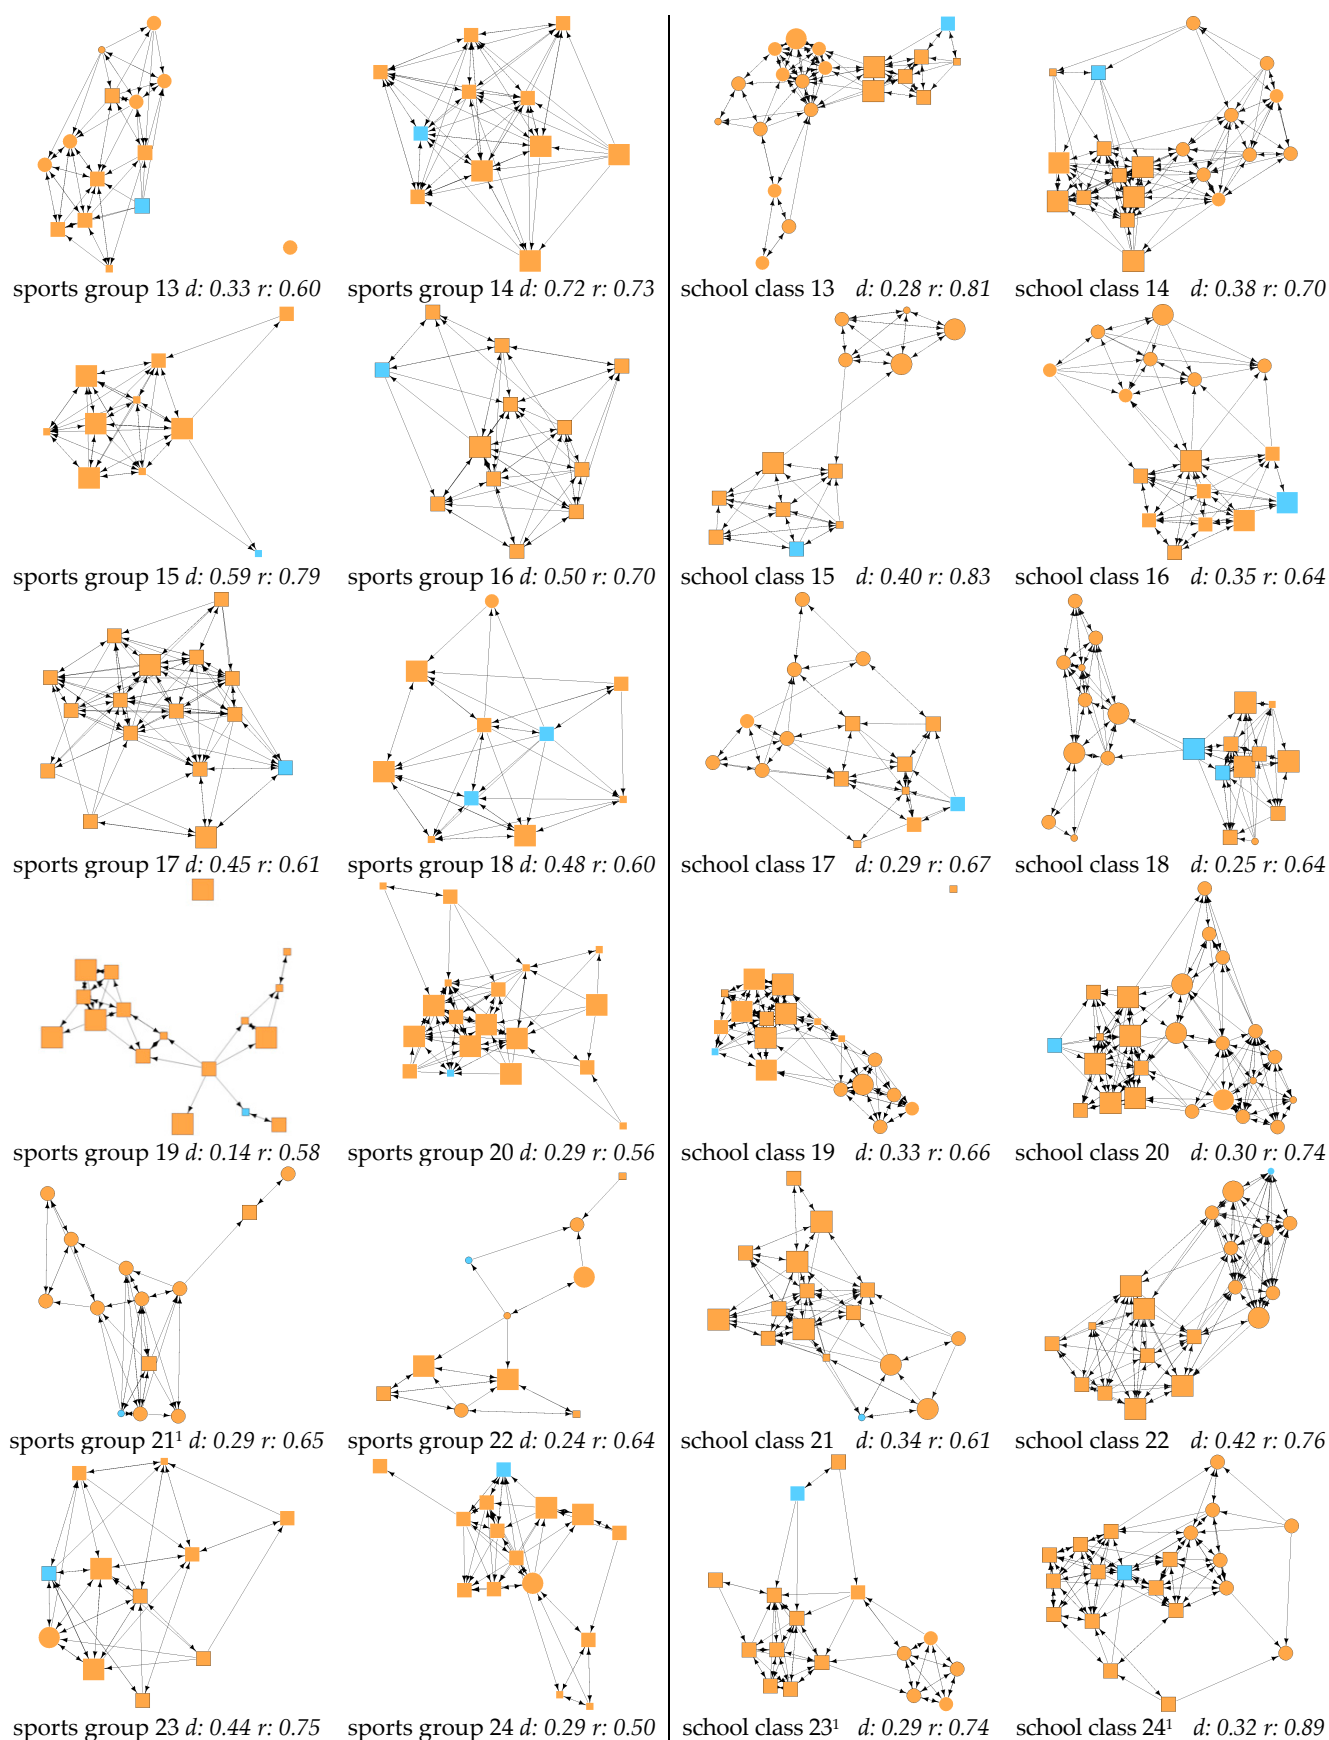 sports group 13 d: 0.33 r: 0.60 sports group 14 d: 0.72 r: 0.73 school class 13 d: 0.28 r: 0.81 school class 14 d: 0.38 r: 0.70
sports group 15 d: 0.59 r: 0.79 sports group 16 d: 0.50 r: 0.70 school class 15 d: 0.40 r: 0.83 school class 16 d: 0.35 r: 0.64
sports group 17 d: 0.45 r: 0.61 sports group 18 d: 0.48 r: 0.60 school class 17 d: 0.29 r: 0.67 school class 18 d: 0.25 r: 0.64
sports group 19 d: 0.14 r: 0.58 sports group 20 d: 0.29 r: 0.56 school class 19 d: 0.33 r: 0.66 school class 20 d: 0.30 r: 0.74
sports group 21¹ d: 0.29 r: 0.65 sports group 22 d: 0.24 r: 0.64 school class 21 d: 0.34 r: 0.61 school class 22 d: 0.42 r: 0.76
sports group 23 d: 0.44 r: 0.75 sports group 24 d: 0.29 r: 0.50 school class 23¹ d: 0.29 r: 0.74 school class 24¹ d: 0.32 r: 0.89